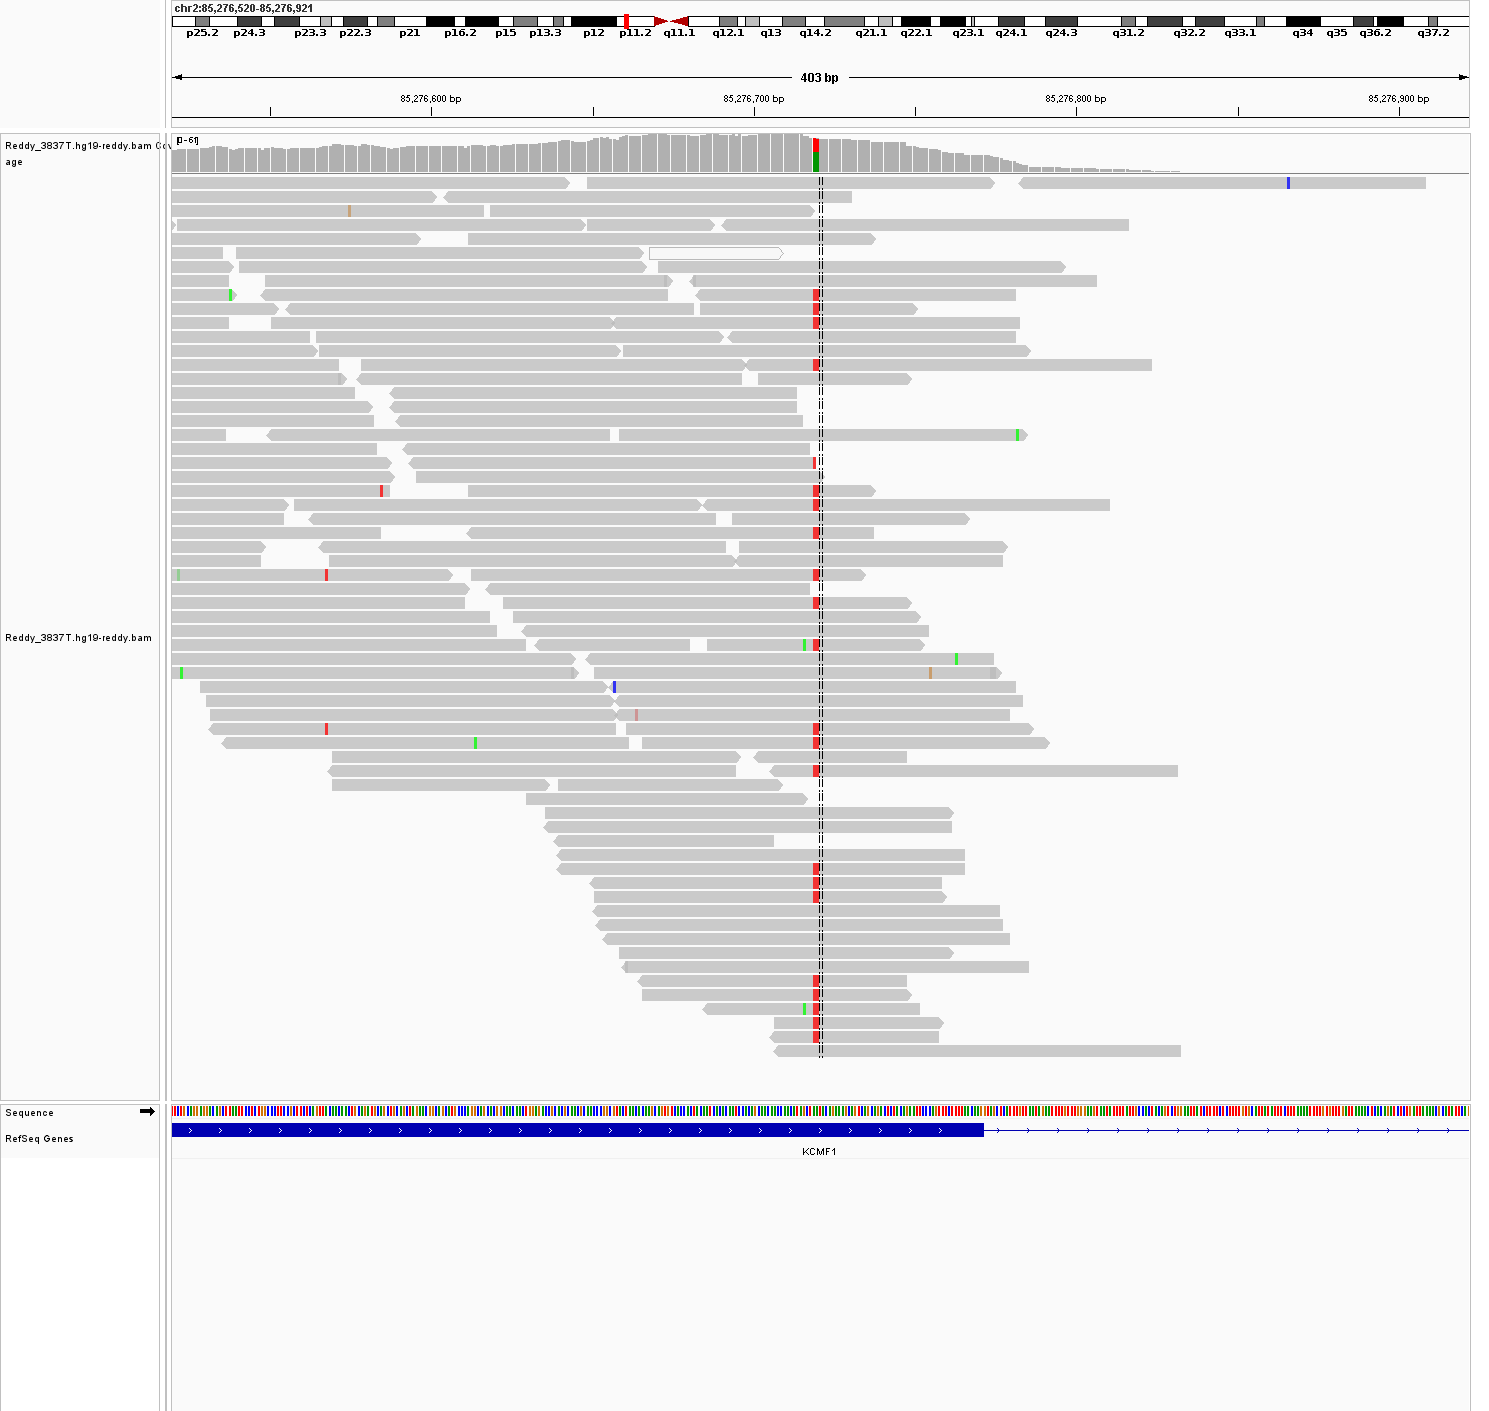 chr2:85,276,520-85,276,921
p25.2 p24.3 p23.3 p22.3 p21 p16.2 p15 p13.3 p12 p11.2 q11.1 q12.1 q13 q14.2 q21.1 q22.1 q23.1 q24.1 q24.3 q31.2 q32.2 q33.1 q34 q35 q36.2 q37.2
403 bp
85,276,600 bp 85,276,700 bp 85,276,800 bp 85,276,900 bp
Reddy_3837T.hg19-reddy.bam Cov
age
[0-61]
Reddy_3837T.hg19-reddy.bam
Sequence
RefSeq Genes
KCMF1